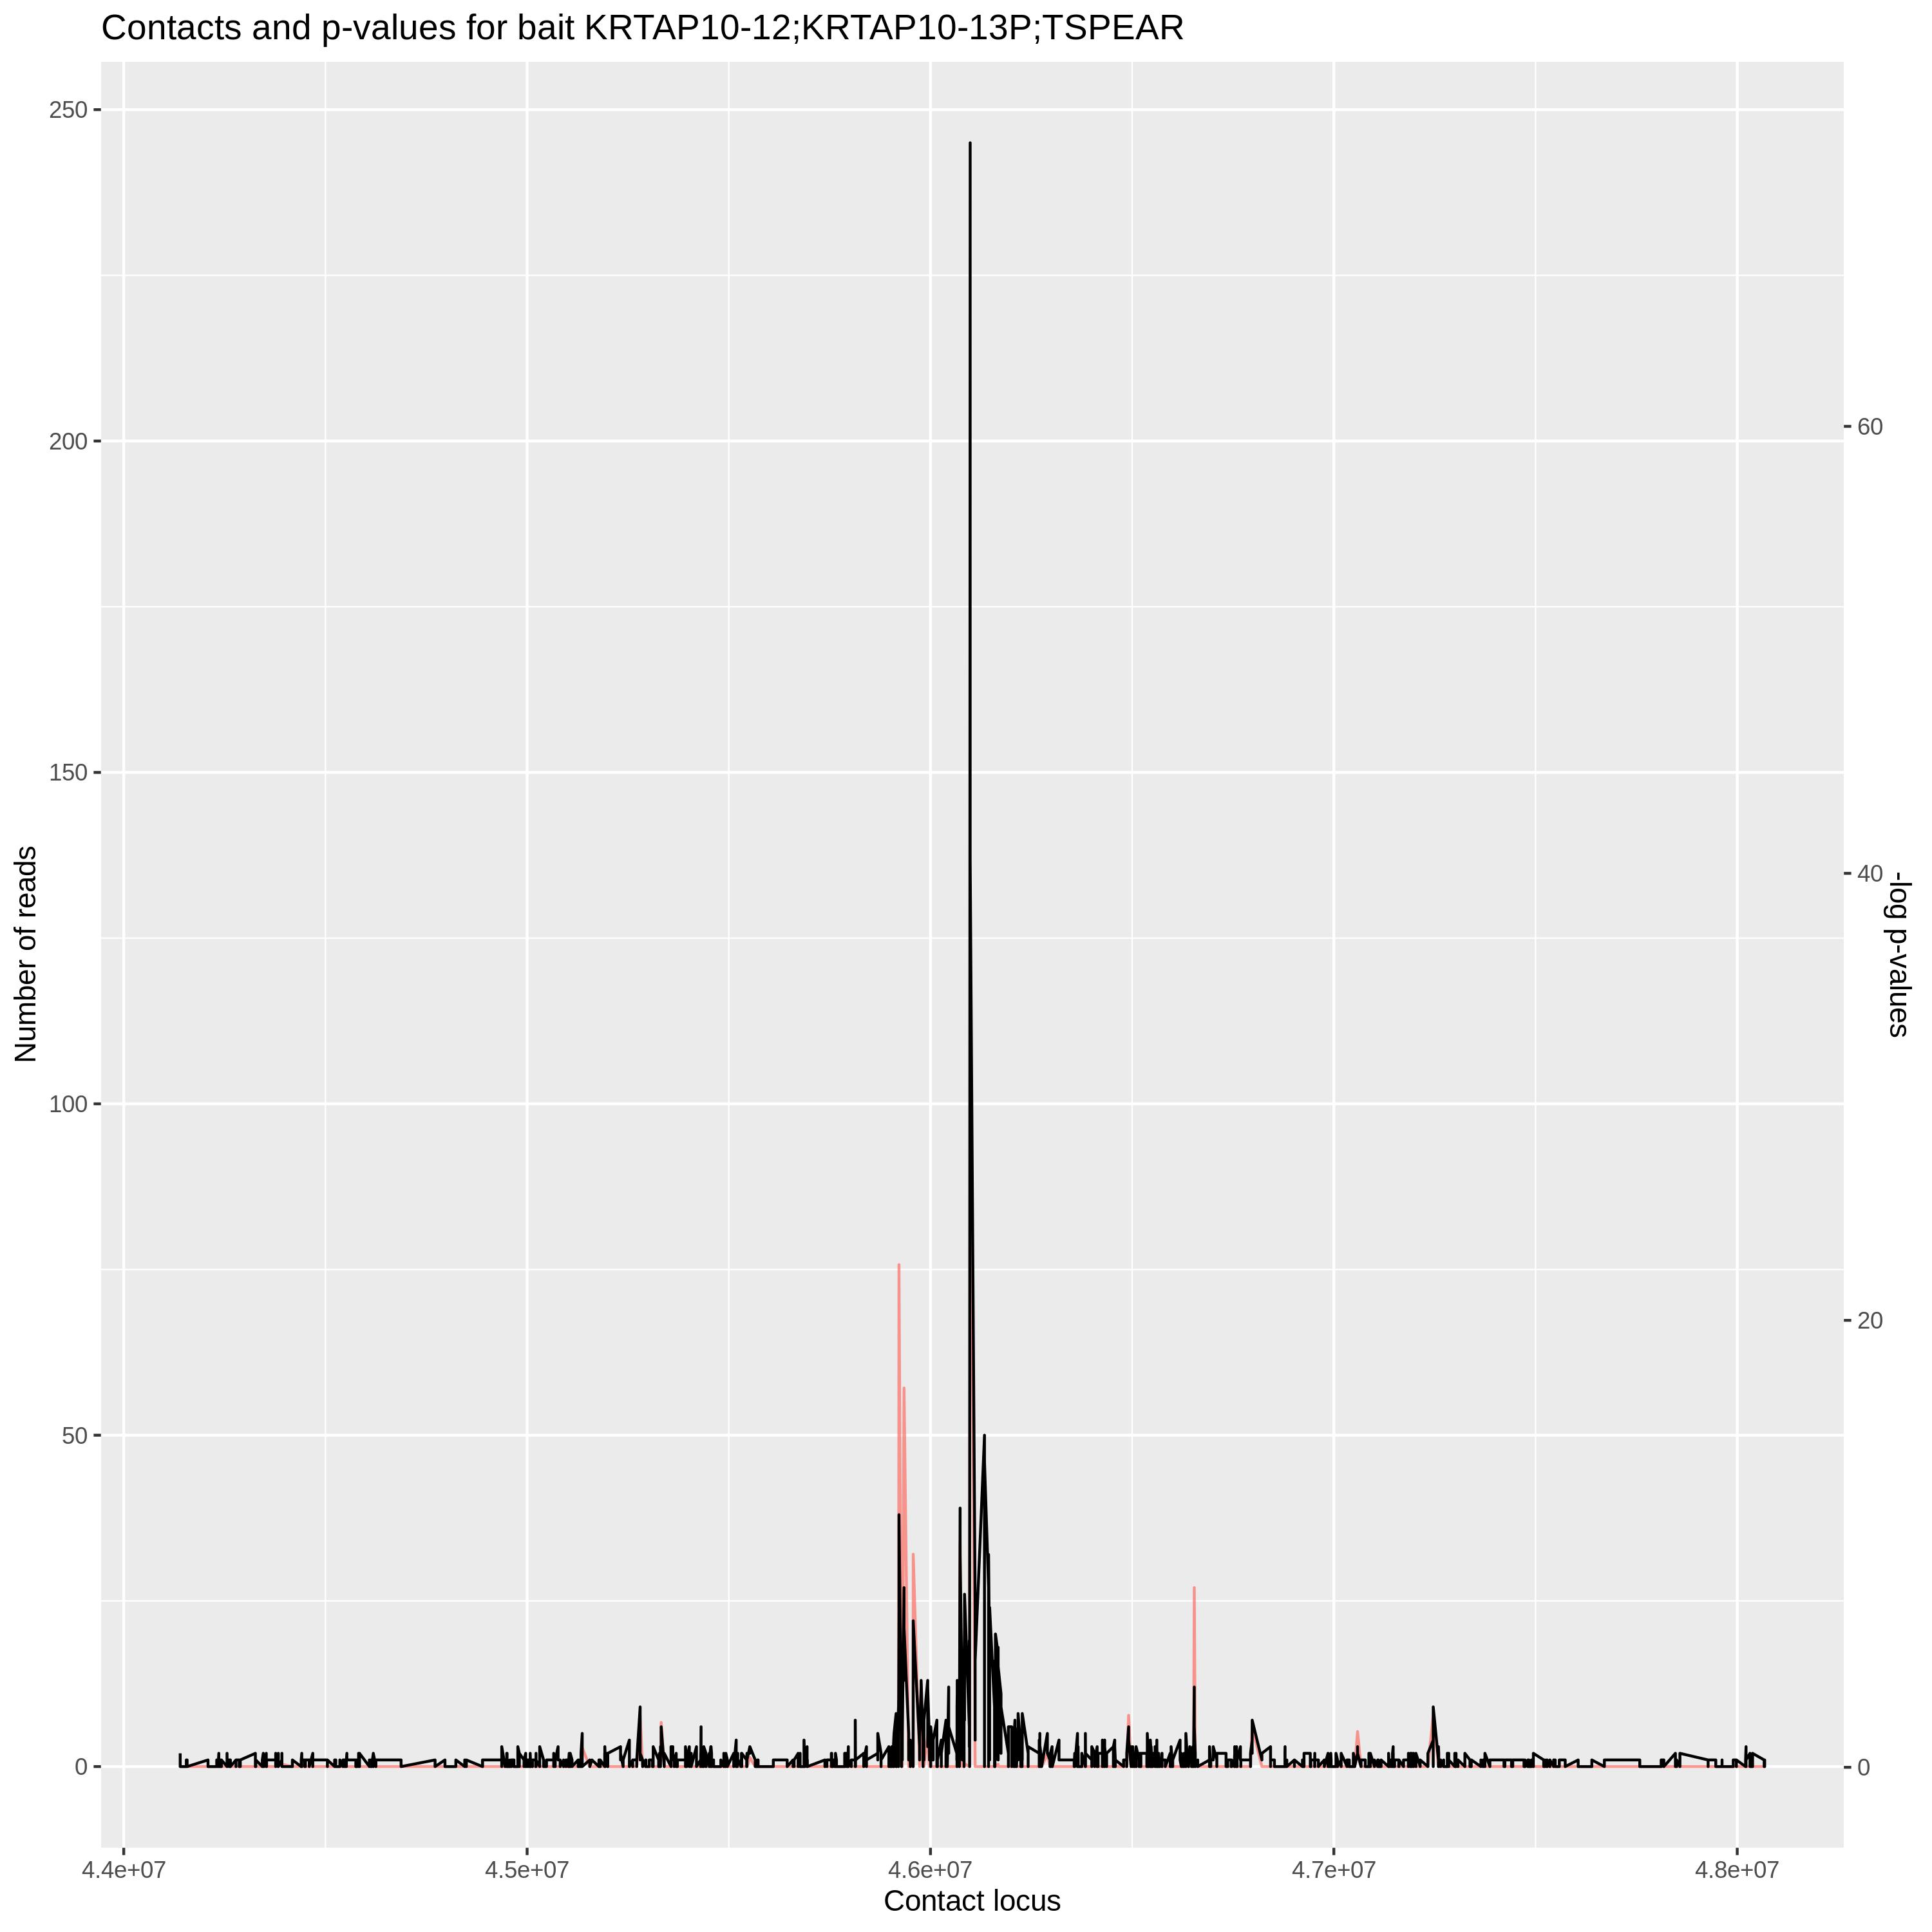 Contacts and p-values for bait KRTAP10-12;KRTAP10-13P;TSPEAR
250
200
150
100
50
0
Number of reads
60
40
20
0
-log p-values
4.4e+07
4.5e+07
4.6e+07
4.7e+07
4.8e+07
Contact locus